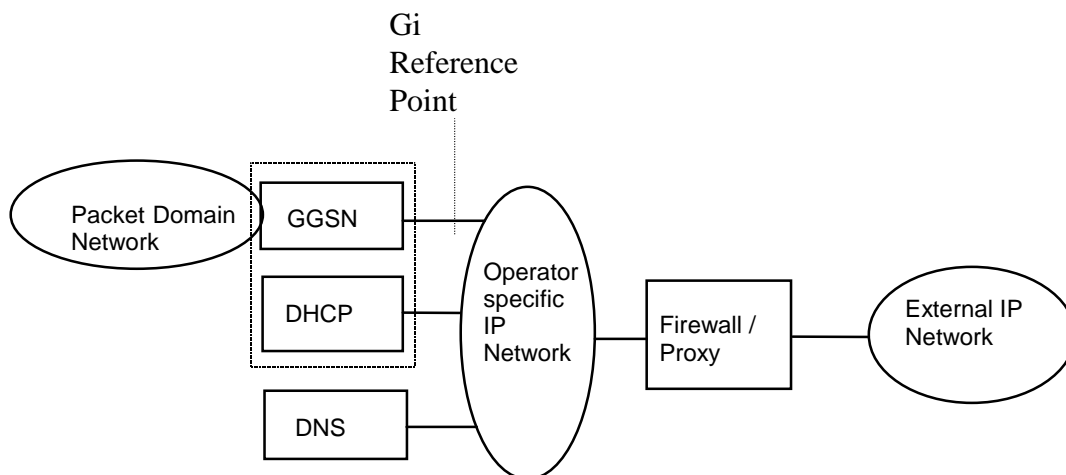 Gi
Reference
Point
Packet Domain
Network
GGSN
DHCP
DNS
Operator
specific
IP
Network
Firewall /
Proxy
External IP
Network